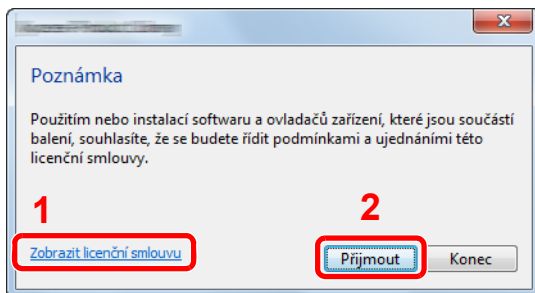 Poznámka
Použitím nebo instalací softwaru a ovladačů zařízení, které jsou součástí
balení, souhlasíte, že se budete řídit podmínkami a ujednáními této
licenční smlouvy.
1
2
Zobrazit licenční smlouvu
Přijmout
Konec